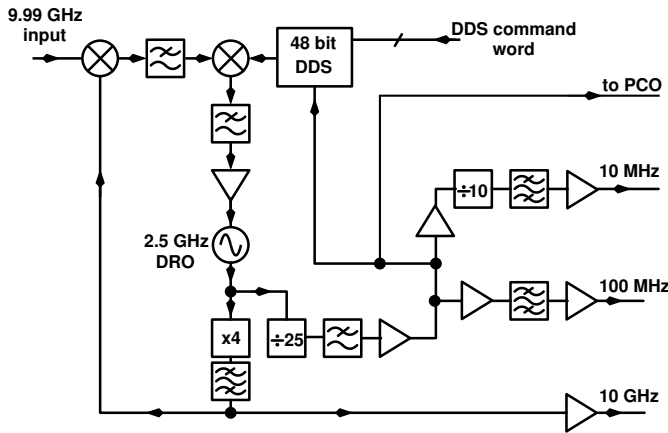 9.99 GHz
input
48 bit
DDS
DDS command
word
to PCO
÷10
10 MHz
2.5 GHz
DRO
100 MHz
x4
÷25
10 GHz